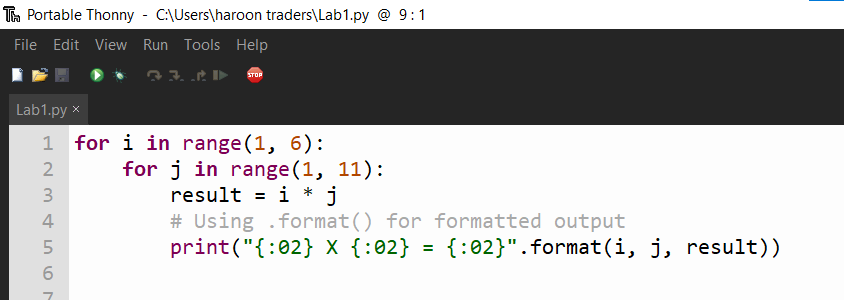 Portable Thonny - C:\Users\haroon traders\Lab1.py @ 9:1
File Edit View Run Tools Help
STOP
Lab1.py ×
1 for i in range(1, 6):
2     for j in range(1, 11):
3         result = i * j
4         # Using .format() for formatted output
5         print("{:02} X {:02} = {:02}".format(i, j, result))
6
7